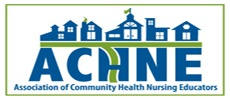 ACHNE
Association of Community Health Nursing Educators